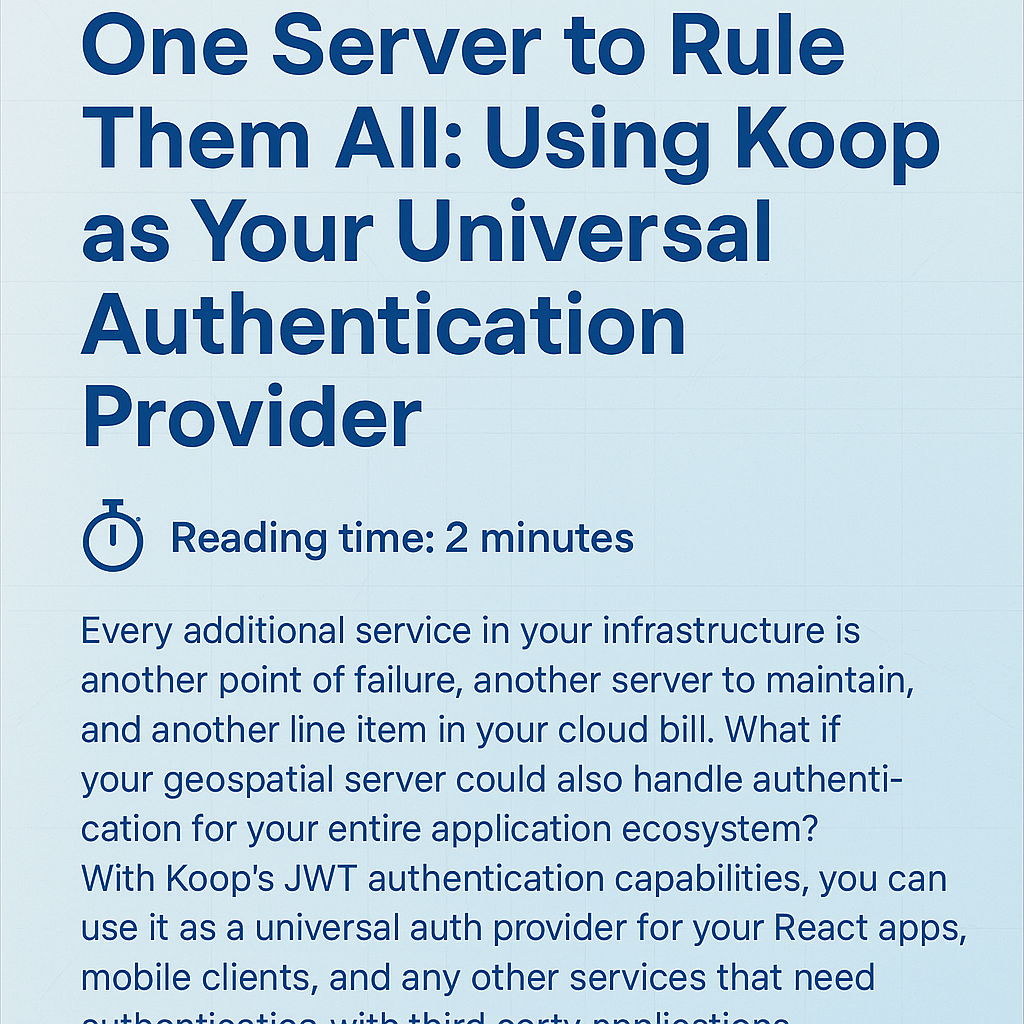 One Server to Rule
Them All: Using Koop
as Your Universal
Authentication
Provider
Reading time: 2 minutes
Every additional service in your infrastructure is
another point of failure, another server to maintain,
and another line item in your cloud bill. What if
your geospatial server could also handle authenti-
cation for your entire application ecosystem?
With Koop's JWT authentication capabilities, you can
use it as a universal auth provider for your React apps,
mobile clients, and any other services that need